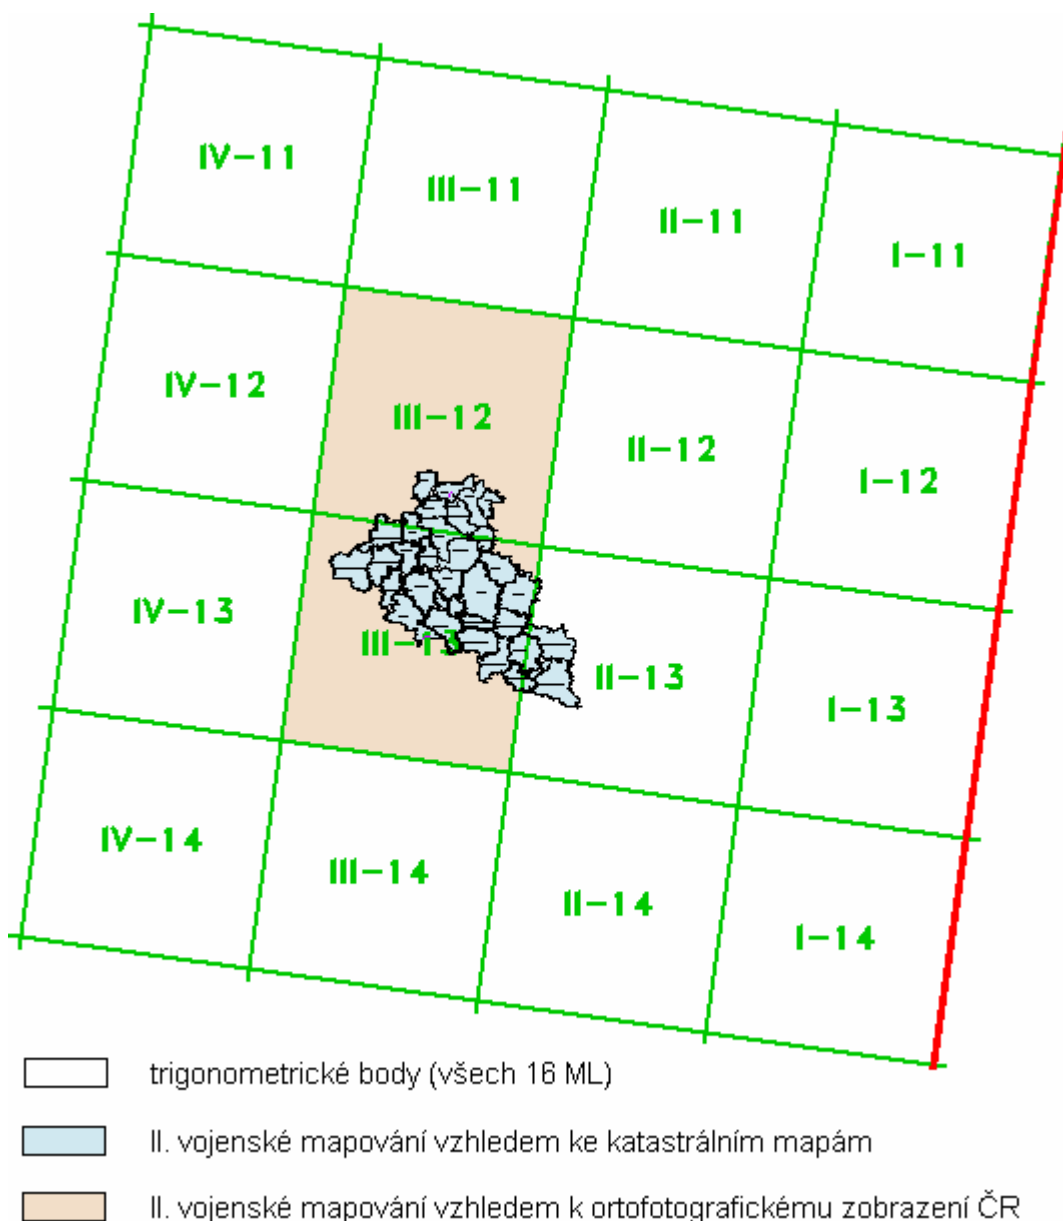 IV-11
III-11
II-11
I-11
IV-12
III-12
II-12
I-12
IV-13
III-13
II-13
I-13
IV-14
III-14
II-14
I-14
trigonometrické body (všech 16 ML)
II. vojenské mapování vzhledem ke katastrálním mapám
II. vojenské mapování vzhledem k ortofotografickému zobrazení ČR